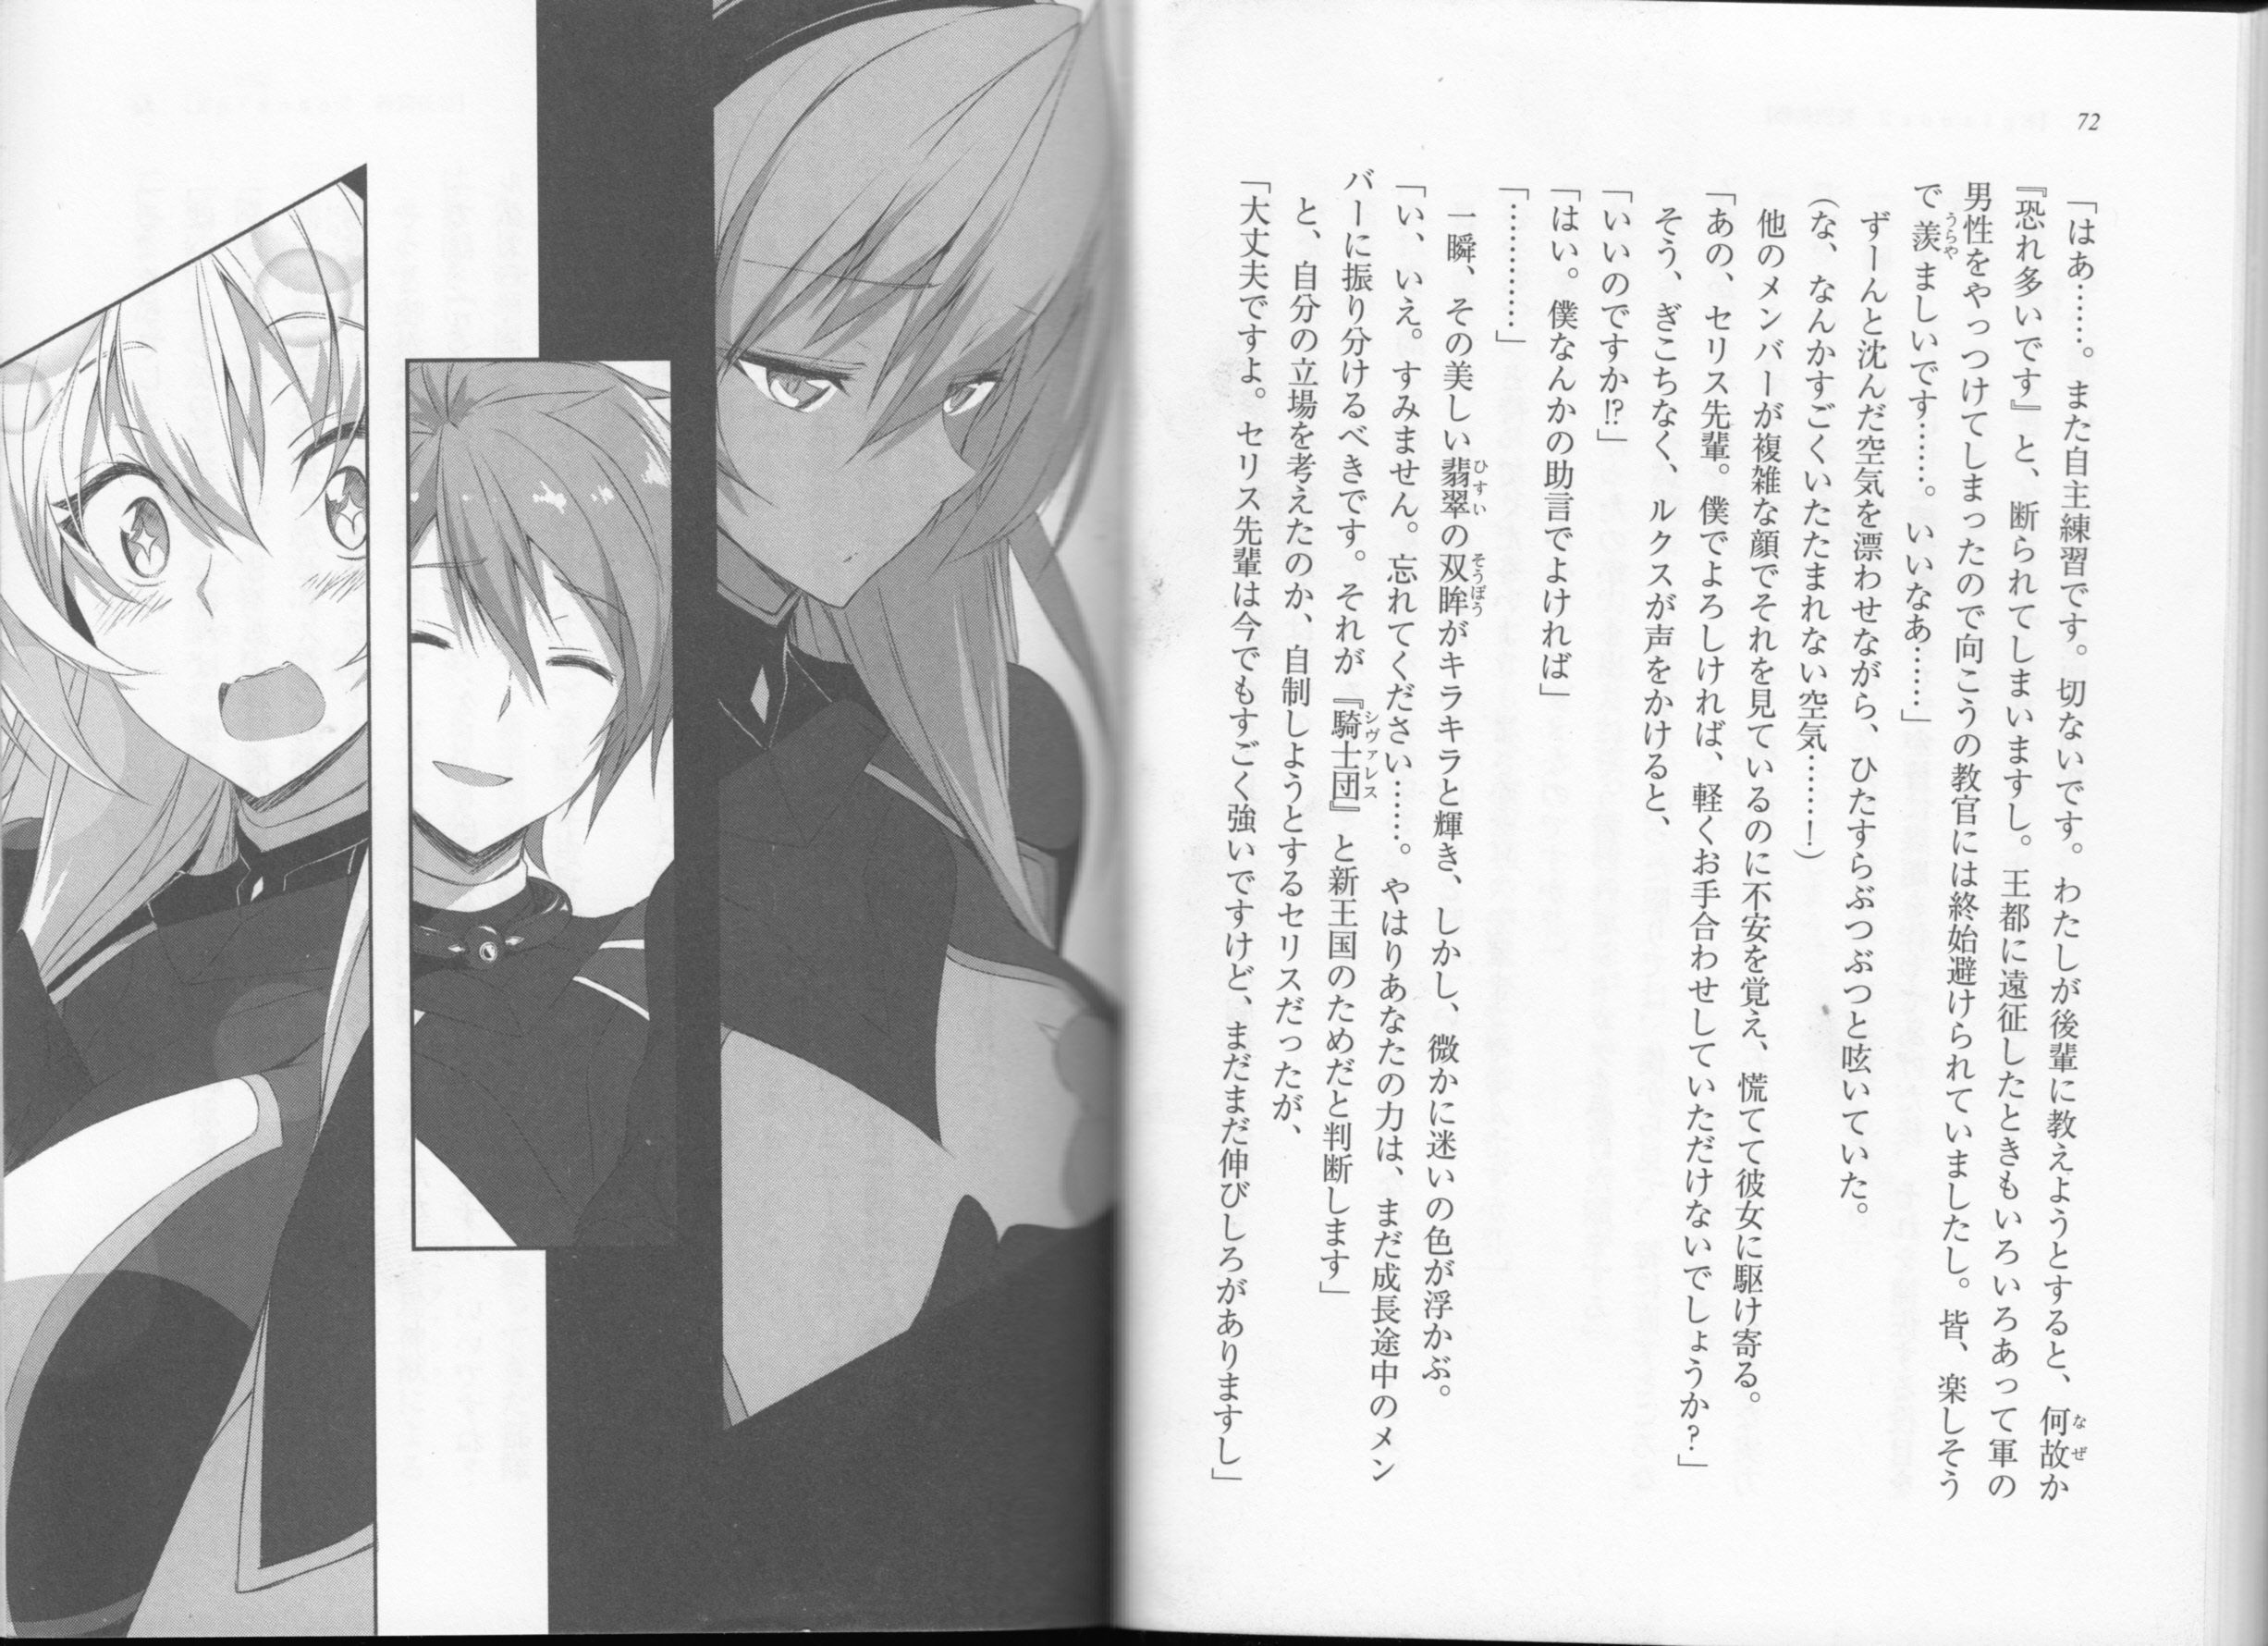 72
「はあ……。また自主練習です。切ないです。わたしが後輩に教えようとすると、何故か
『恐れ多いです』と、断られてしまいますし。王都に遠征したときもいろいろあって軍の
男性をやっつけてしまったので向こうの教官には終始避けられていましたし。皆、楽しそう
で羨ましいです……。いいなあ……」
ずーんと沈んだ空気を漂わせながら、ひたすらぶつぶつと呟いていた。
(な、なんかすごくいたたまれない空気……!)
他のメンバーが複雑な顔でそれを見ているのに不安を覚え、慌てて彼女に駆け寄る。
「あの、セリス先輩。僕でよろしければ、軽くお手合わせしていただけないでしょうか?」
そう、ぎこちなく、ルクスが声をかけると、
「いいのですか!?」
「はい。僕なんかの助言でよければ」
「…………」
一瞬、その美しい翡翠の双眸がキラキラと輝き、しかし、微かに迷いの色が浮かぶ。
「い、いえ。すみません。忘れてください……。やはりあなたの力は、まだ成長途中のメン
バーに振り分けるべきです。それが『騎士団』と新王国のためだと判断します」
と、自分の立場を考えたのか、自制しようとするセリスだったが、
「大丈夫ですよ。セリス先輩は今でもすごく強いですけど、まだまだ伸びしろがありますし」